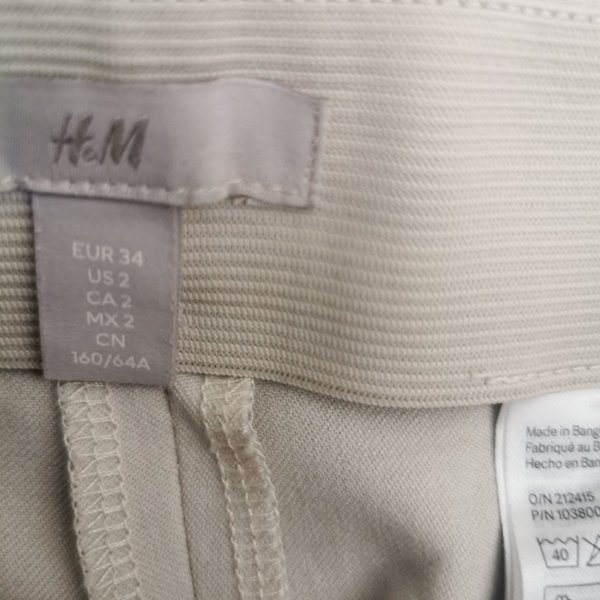 H&M
EUR 34
US 2
CA 2
MX 2
CN
160/64A
Made in Bang
Fabriqué au B
Hecho en Ban
O/N 212415
P/N 103800
40